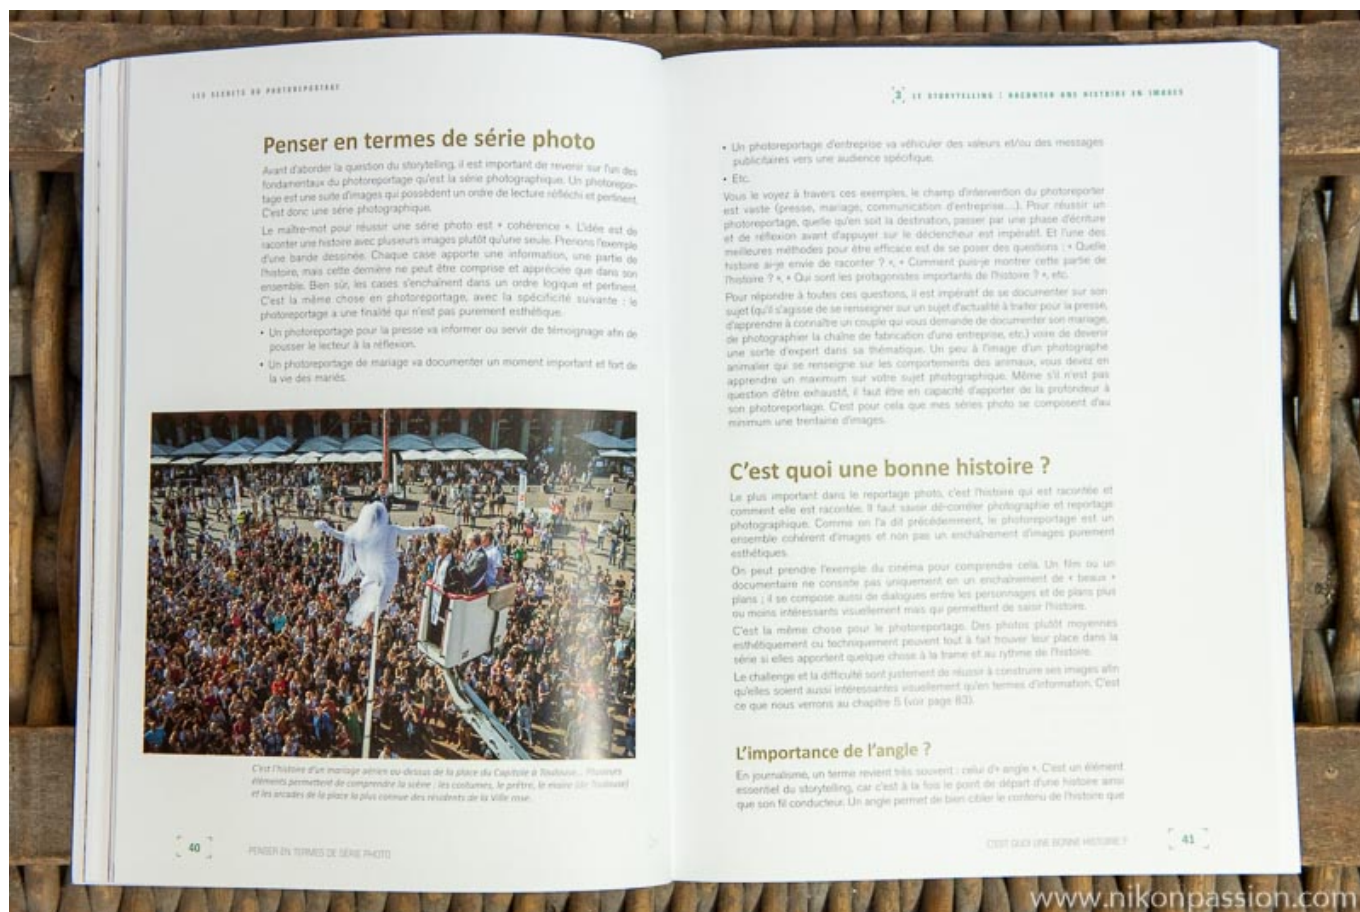 LES SECRETS DU PHOTOREPORTAGE
Penser en termes de série photo
Avant d'aborder la question du storytelling, il est important de revenir sur l'un des
fondamentaux du photoreportage qu'est la série photographique. Un photorepor-
tage est une suite d'images qui possèdent un ordre de lecture réfléchi et pertinent.
C'est donc une série photographique.
Le maître-mot pour réussir une série photo est « cohérence ». L'idée est de
raconter une histoire avec plusieurs images plutôt qu'une seule. Prenons l'exemple
d'une bande dessinée. Chaque case apporte une information, une partie de
l'histoire, mais cette dernière ne peut être comprise et appréciée que dans son
ensemble. Bien sûr, les cases s'enchaînent dans un ordre logique et pertinent.
C'est la même chose en photoreportage, avec la spécificité suivante : le
photoreportage a une finalité qui n'est pas purement esthétique.
• Un photoreportage pour la presse va informer ou servir de témoignage afin de
pousser le lecteur à la réflexion.
• Un photoreportage de mariage va documenter un moment important et fort de
la vie des mariés.
C'est l'histoire d'un mariage aérien au-dessus de la place du Capitole à Toulouse... Plusieurs
éléments permettent de comprendre la scène : les costumes, le prêtre, le maire (de Toulouse)
et les arcades de la place la plus connue des résidents de la Ville rose.
40
PENSER EN TERMES DE SÉRIE PHOTO
3 LE STORYTELLING : RACONTER UNE HISTOIRE EN IMAGES
• Un photoreportage d'entreprise va véhiculer des valeurs et/ou des messages
publicitaires vers une audience spécifique.
• Etc.
Vous le voyez à travers ces exemples, le champ d'intervention du photoreporter
est vaste (presse, mariage, communication d'entreprise…). Pour réussir un
photoreportage, quelle qu'en soit la destination, passer par une phase d'écriture
et de réflexion avant d'appuyer sur le déclencheur est impératif. Et l'une des
meilleures méthodes pour être efficace est de se poser des questions : « Quelle
histoire ai-je envie de raconter ? », « Comment puis-je montrer cette partie de
l'histoire ? », « Qui sont les protagonistes importants de l'histoire ? », etc.
Pour répondre à toutes ces questions, il est impératif de se documenter sur son
sujet (qu'il s'agisse de se renseigner sur un sujet d'actualité à traiter pour la presse,
d'apprendre à connaître un couple qui vous demande de documenter son mariage,
de photographier la chaîne de fabrication d'une entreprise, etc.) voire de devenir
une sorte d'expert dans sa thématique. Un peu à l'image d'un photographe
animalier qui se renseigne sur les comportements des animaux, vous devez en
apprendre un maximum sur votre sujet photographique. Même s'il n'est pas
question d'être exhaustif, il faut être en capacité d'apporter de la profondeur à
son photoreportage. C'est pour cela que mes séries photo se composent d'au
minimum une trentaine d'images.
C'est quoi une bonne histoire ?
Le plus important dans le reportage photo, c'est l'histoire qui est racontée et
comment elle est racontée. Il faut savoir dé-corréler photographie et reportage
photographique. Comme on l'a dit précédemment, le photoreportage est un
ensemble cohérent d'images et non pas un enchaînement d'images purement
esthétiques.
On peut prendre l'exemple du cinéma pour comprendre cela. Un film ou un
documentaire ne consiste pas uniquement en un enchaînement de « beaux »
plans ; il se compose aussi de dialogues entre les personnages et de plans plus
ou moins intéressants visuellement mais qui permettent de saisir l'histoire.
C'est la même chose pour le photoreportage. Des photos plutôt moyennes
esthétiquement ou techniquement peuvent tout à fait trouver leur place dans la
série si elles apportent quelque chose à la trame et au rythme de l'histoire.
Le challenge et la difficulté sont justement de réussir à construire ses images afin
qu'elles soient aussi intéressantes visuellement qu'en termes d'information. C'est
ce que nous verrons au chapitre 5 (voir page 83).
L'importance de l'angle ?
En journalisme, un terme revient très souvent : celui d'« angle ». C'est un élément
essentiel du storytelling, car c'est à la fois le point de départ d'une histoire ainsi
que son fil conducteur. Un angle permet de bien cibler le contenu de l'histoire que
C'EST QUOI UNE BONNE HISTOIRE ?
41
www.nikonpassion.com